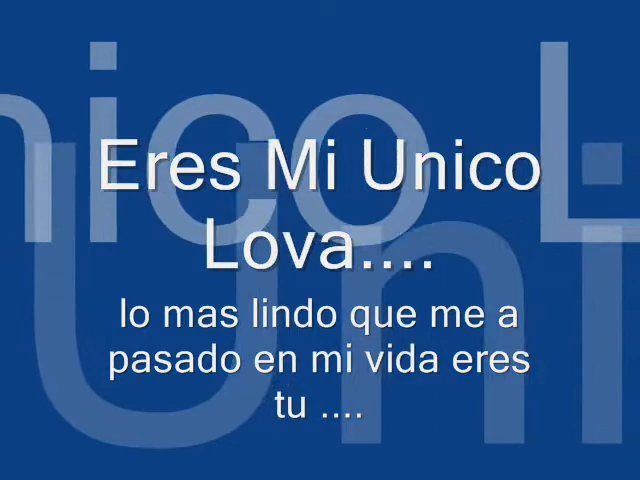 Eres Mi Unico
Lova....
lo mas lindo que me a
pasado en mi vida eres
tu ....